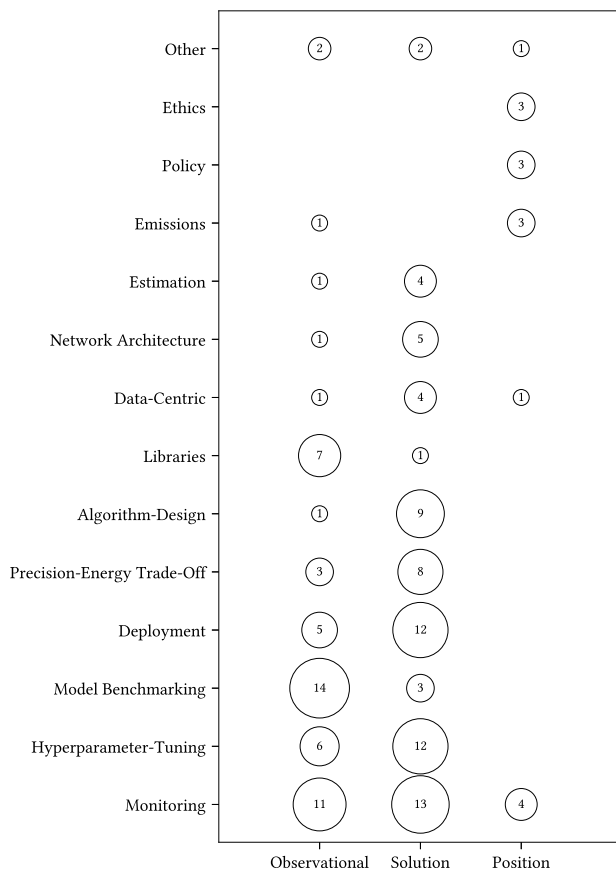 Other 2 2 1
Ethics 3
Policy 3
Emissions 1 3
Estimation 1 4
Network Architecture 1 5
Data-Centric 1 4 1
Libraries 7 1
Algorithm-Design 1 9
Precision-Energy Trade-Off 3 8
Deployment 5 12
Model Benchmarking 14 3
Hyperparameter-Tuning 6 12
Monitoring 11 13 4
Observational Solution Position